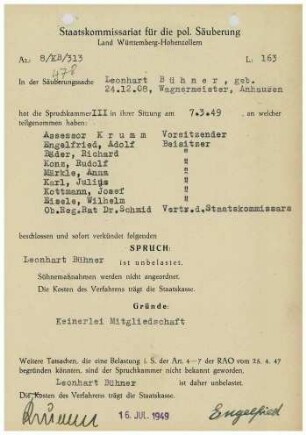 Staatskommissariat für die pol. Säuberung
Land Württemberg-Hohenzollern
Az.: 8/KB/313 L: 163
478
In der Säuberungssache Leonhart Bühner, geb.
24.12.08, Wagnermeister, Anhausen
hat die Spruchkammer III in ihrer Sitzung am 7.3.49 , an welcher
teilgenommen haben:
Assessor Krumm Vorsitzender
Engelfried, Adolf Beisitzer
Bäder, Richard "
Konz, Rudolf "
Märkle, Anna "
Karl, Julius "
Kottmann, Josef "
Eisele, Wilhelm "
Ob.Reg.Rat Dr.Schmid Vertr.d.Staatskommissars
beschlossen und sofort verkündet folgenden
SPRUCH:
Leonhart Bühner
ist unbelastet.
Sühnemaßnahmen werden nicht angeordnet.
Die Kosten des Verfahrens trägt die Staatskasse.
Gründe:
Keinerlei Mitgliedschaft
Weitere Tatsachen, die eine Belastung i. S. der Art. 4—7 der RAO vom 25. 4. 47
begründen könnten, sind der Spruchkammer nicht bekannt geworden.
Leonhart Bühner ist daher unbelastet.
Die Kosten des Verfahrens trägt die Staatskasse.
Krumm 16. JUL. 1949 Engelfried